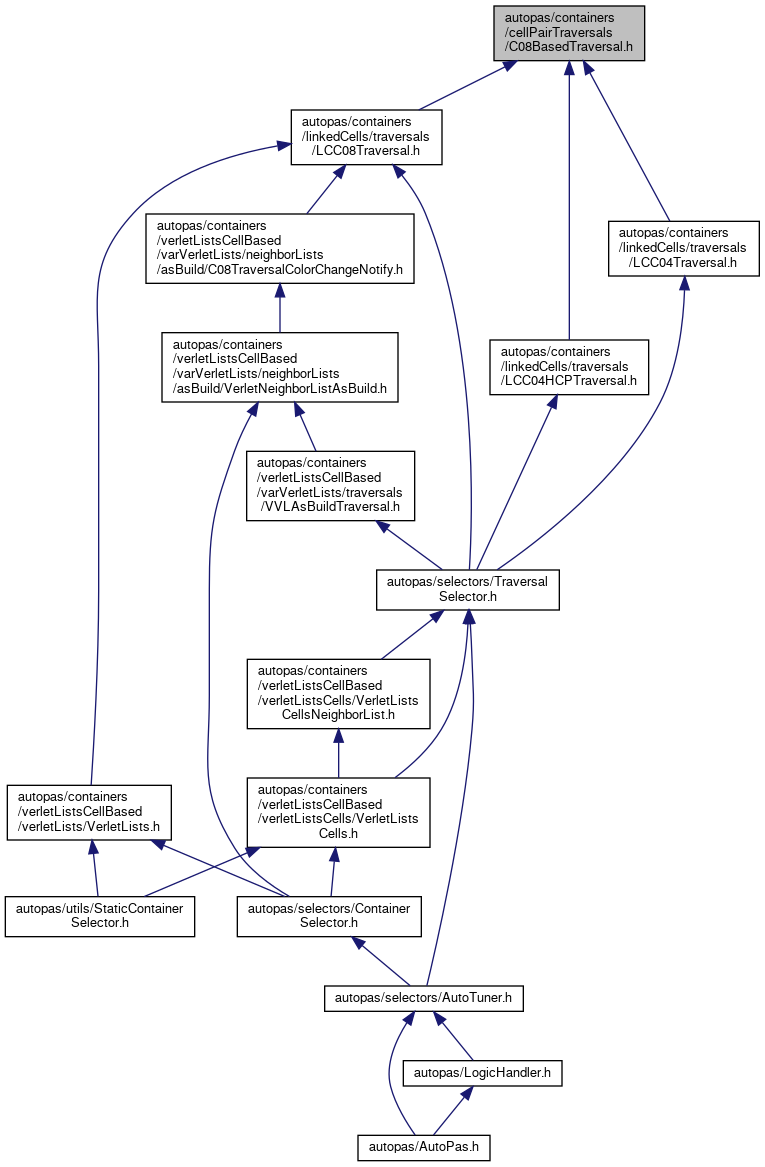 autopas/containers
/cellPairTraversals
/C08BasedTraversal.h
autopas/containers
/linkedCells/traversals
/LCC08Traversal.h
autopas/containers
/verletListsCellBased
/varVerletLists/neighborLists
/asBuild/C08TraversalColorChangeNotify.h
autopas/containers
/linkedCells/traversals
/LCC04Traversal.h
autopas/containers
/verletListsCellBased
/varVerletLists/neighborLists
/asBuild/VerletNeighborListAsBuild.h
autopas/containers
/linkedCells/traversals
/LCC04HCPTraversal.h
autopas/containers
/verletListsCellBased
/varVerletLists/traversals
/VVLAsBuildTraversal.h
autopas/selectors/Traversal
Selector.h
autopas/containers
/verletListsCellBased
/verletListsCells/VerletLists
CellsNeighborList.h
autopas/containers
/verletListsCellBased
/verletLists/VerletLists.h
autopas/containers
/verletListsCellBased
/verletListsCells/VerletLists
Cells.h
autopas/utils/StaticContainer
Selector.h
autopas/selectors/Container
Selector.h
autopas/selectors/AutoTuner.h
autopas/LogicHandler.h
autopas/AutoPas.h